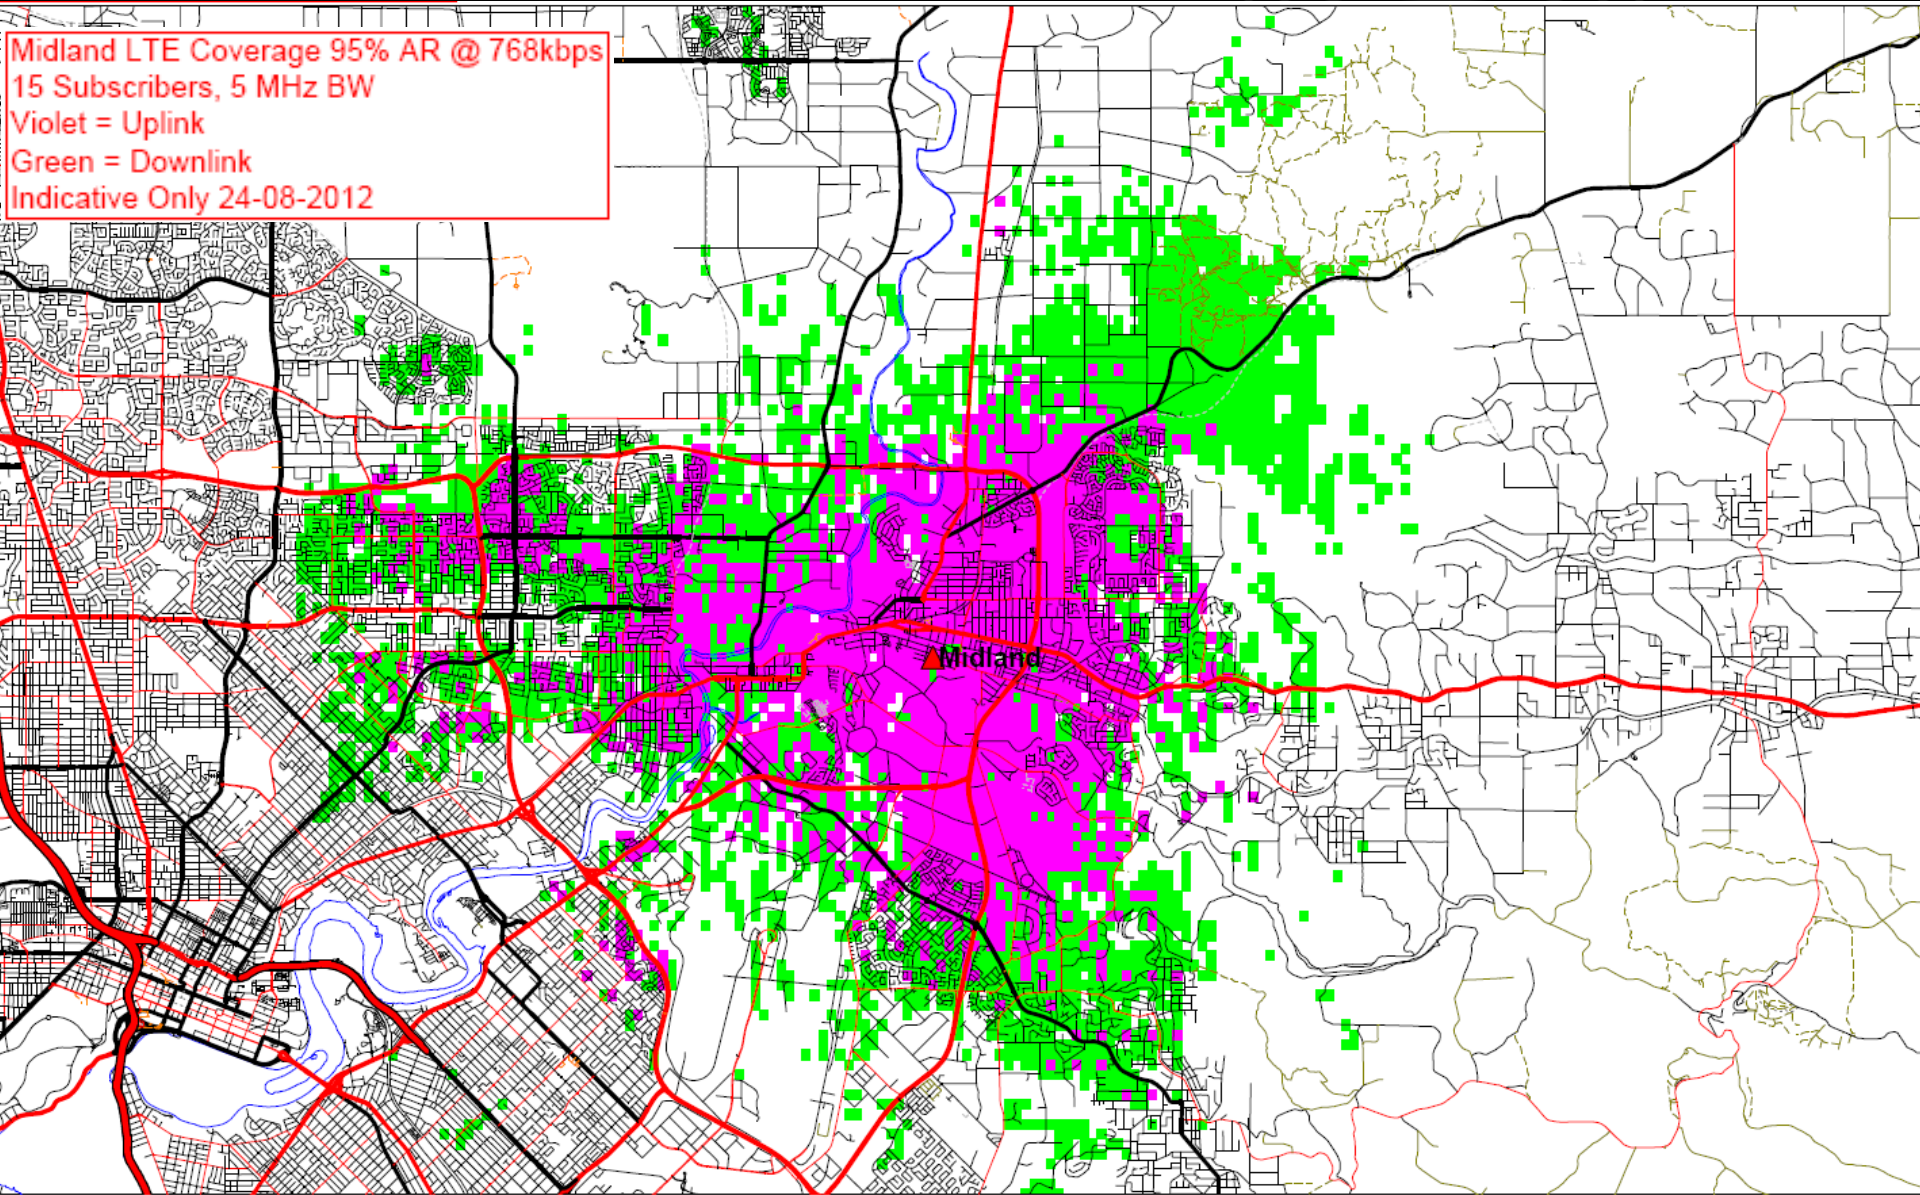 Midland LTE Coverage 95% AR @ 768kbps
15 Subscribers, 5 MHz BW
Violet = Uplink
Green = Downlink
Indicative Only 24-08-2012
Midland